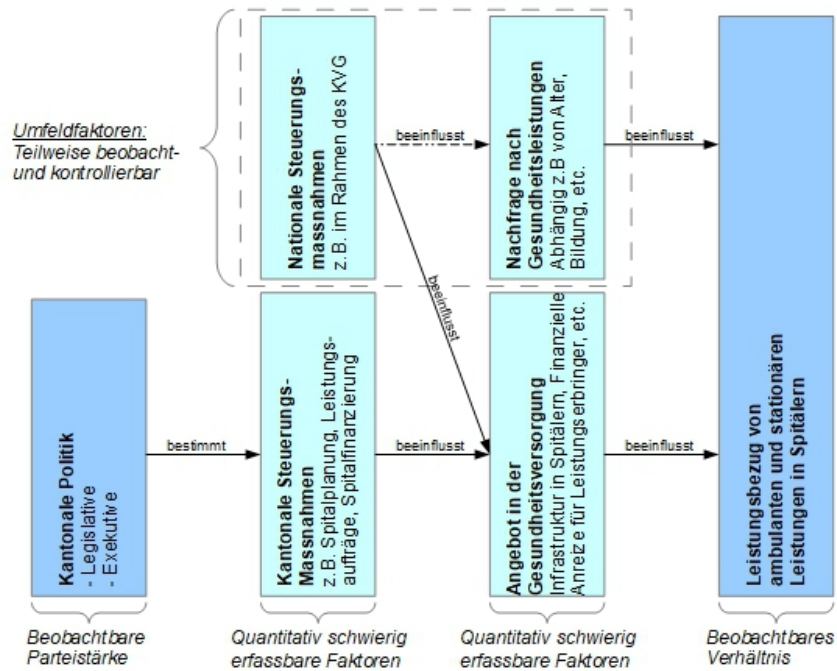 Umfeldfaktoren:
Teilweise beobacht-
und kontrollierbar
Nationale Steuerungs-
massnahmen
z.B. im Rahmen des KVG
beeinflusst
Nachfrage nach
Gesundheitsleistungen
Abhängig z.B von Alter,
Bildung, etc.
beeinflusst
beeinflusst
Kantonale Politik
- Legislative
- Exekutive
bestimmt
Kantonale Steuerungs-
Massnahmen
z.B. Spitalplanung, Leistungs-
aufträge, Spitalfinanzierung
beeinflusst
Angebot in der
Gesundheitsversorgung
Infrastruktur in Spitälern, Finanzielle
Anreize für Leistungserbringer, etc.
beeinflusst
Leistungsbezug von
ambulanten und stationären
Leistungen in Spitälern
Beobachtbare
Parteistärke
Quantitativ schwierig
erfassbare Faktoren
Quantitativ schwierig
erfassbare Faktoren
Beobachtbares
Verhältnis